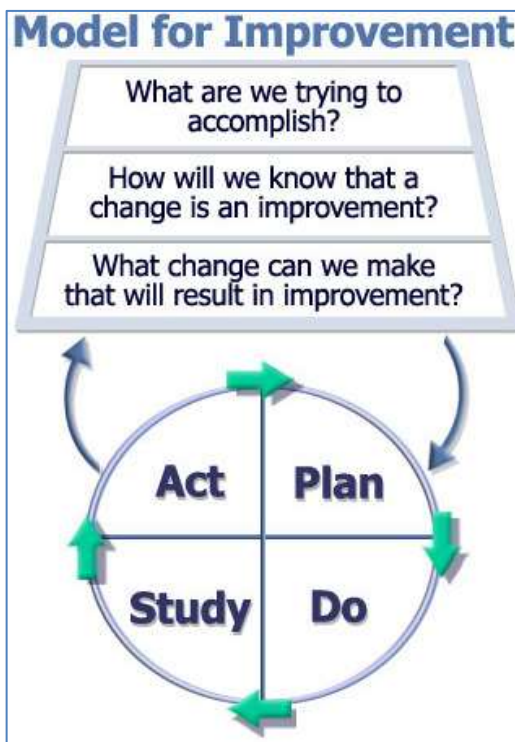 Model for Improvement
What are we trying to
accomplish?
How will we know that a
change is an improvement?
What change can we make
that will result in improvement?
Act Plan
Study Do